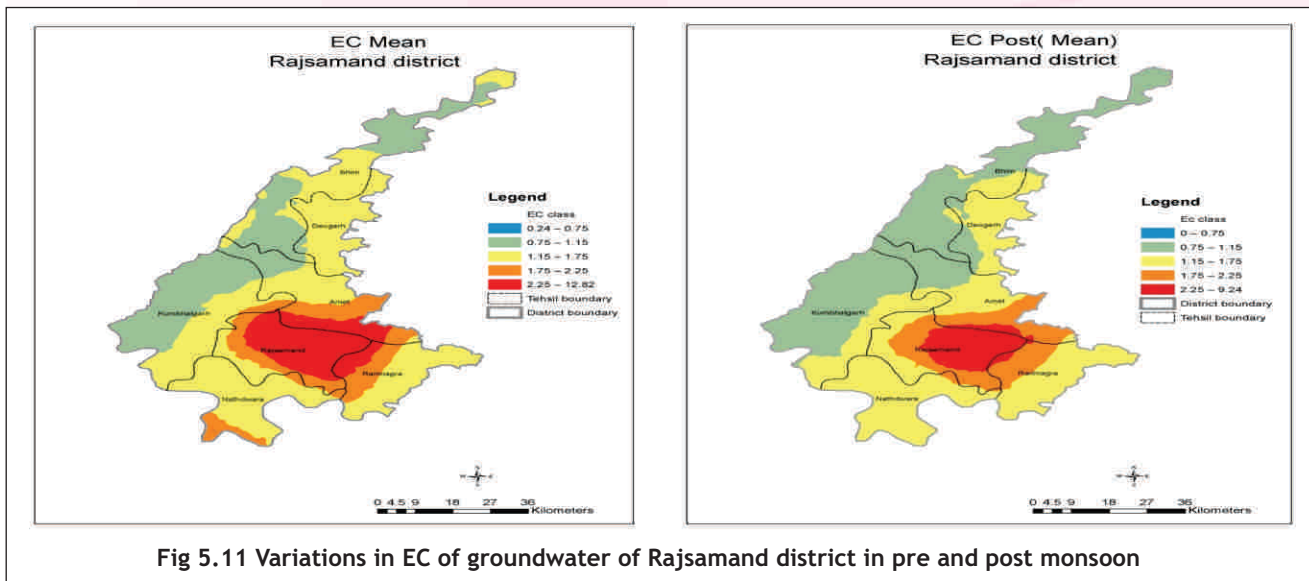 EC Mean
Rajsamand district
Bhim
Deogarh
Kumbhalgarh
Amet
Rajsamand
Railmagra
Nathdwara
Legend
EC class
0.24 – 0.75
0.75 – 1.15
1.15 – 1.75
1.75 – 2.25
2.25 – 12.82
Tehsil boundary
District boundary
N
W E
S
0 4.5 9 18 27 36
Kilometers
EC Post( Mean)
Rajsamand district
Bhim
Deogarh
Kumbhalgarh
Amet
Rajsamand
Railmagra
Nathdwara
Legend
Ec class
0 – 0.75
0.75 – 1.15
1.15 – 1.75
1.75 – 2.25
2.25 – 9.24
District boundary
Tehsil boundary
N
W E
S
0 4.5 9 18 27 36
Kilometers
Fig 5.11 Variations in EC of groundwater of Rajsamand district in pre and post monsoon